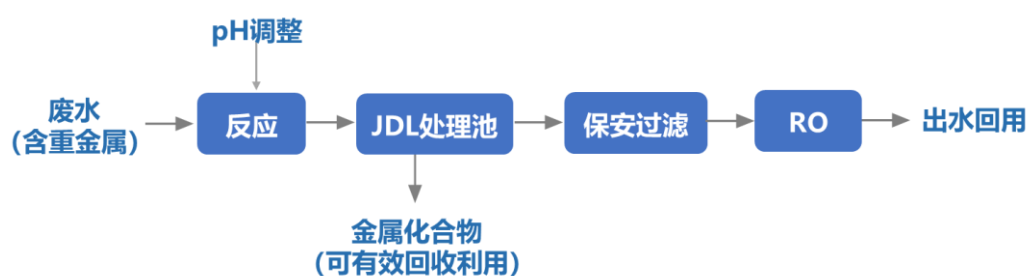 pH调整
废水
(含重金属)
反应
JDL处理池
保安过滤
RO
出水回用
金属化合物
(可有效回收利用)